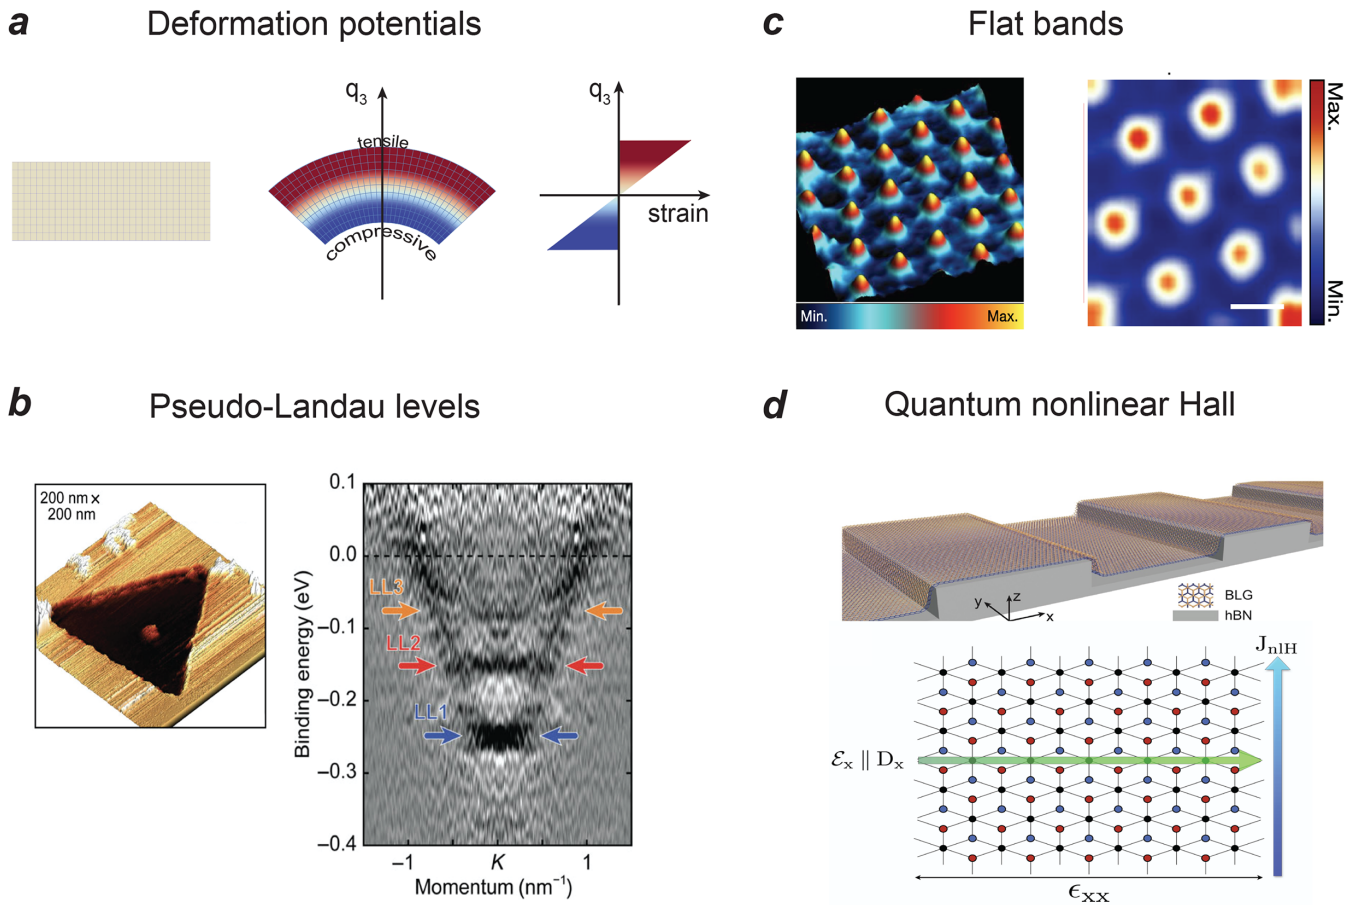 a Deformation potentials
q3
tensile
compressive
q3
strain
c Flat bands
Min. Max.
Max.
Min.
b Pseudo-Landau levels
200 nm x
200 nm
Binding energy (eV)
0.1
0.0
−0.1
−0.2
−0.3
−0.4
LL3
LL2
LL1
−1 K 1
Momentum (nm⁻¹)
d Quantum nonlinear Hall
y z x
BLG
hBN
JnlH
ℰx ∥ Dx
ϵxx